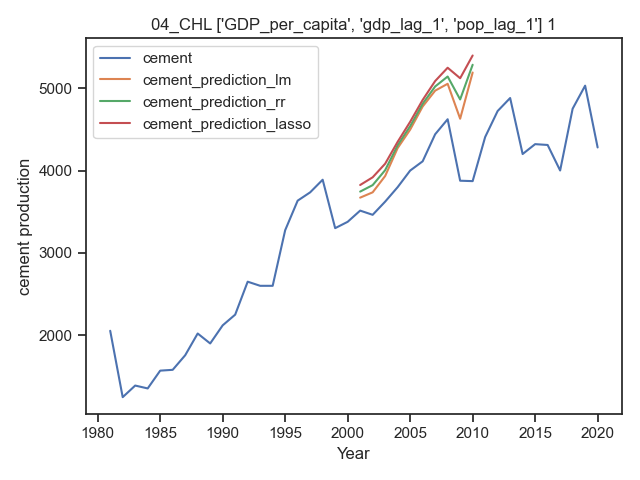 04_CHL ['GDP_per_capita', 'gdp_lag_1', 'pop_lag_1'] 1
cement
cement_prediction_lm
cement_prediction_rr
cement_prediction_lasso
cement production
5000
4000
3000
2000
1980 1985 1990 1995 2000 2005 2010 2015 2020
Year